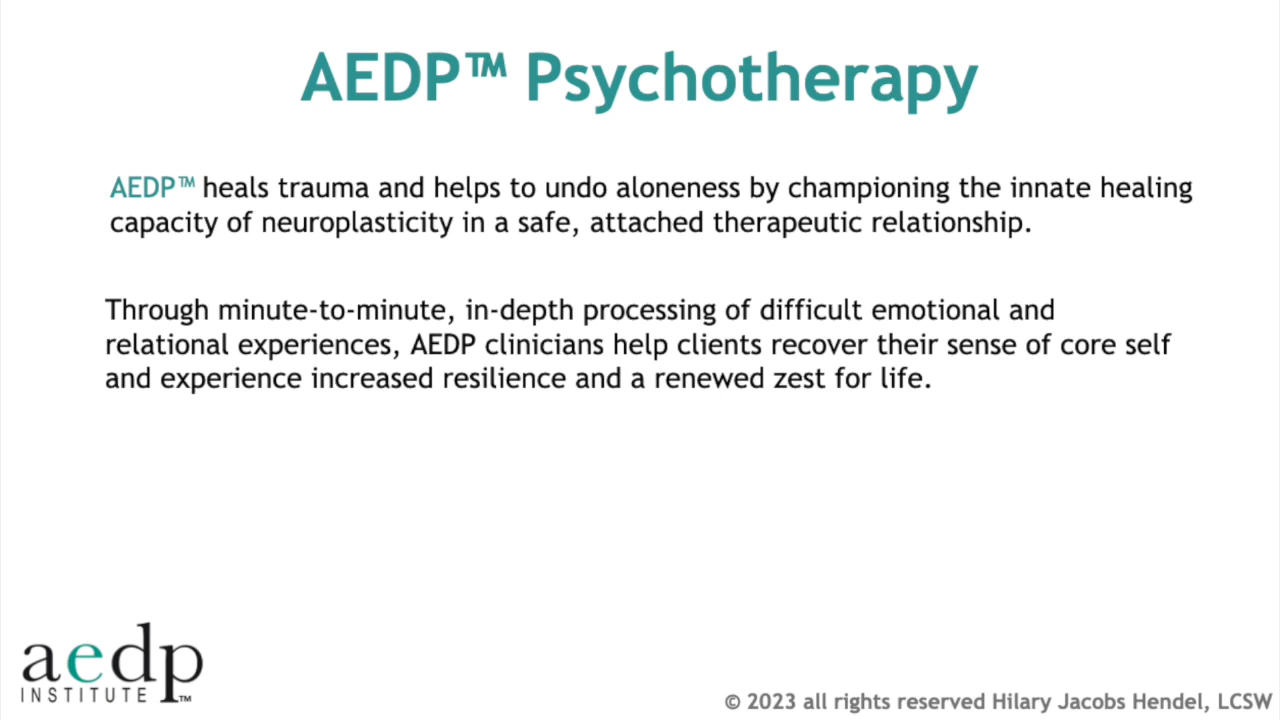 AEDP™ Psychotherapy
AEDP™ heals trauma and helps to undo aloneness by championing the innate healing
capacity of neuroplasticity in a safe, attached therapeutic relationship.
Through minute-to-minute, in-depth processing of difficult emotional and
relational experiences, AEDP clinicians help clients recover their sense of core self
and experience increased resilience and a renewed zest for life.
aedp
INSTITUTE™
© 2023 all rights reserved Hilary Jacobs Hendel, LCSW